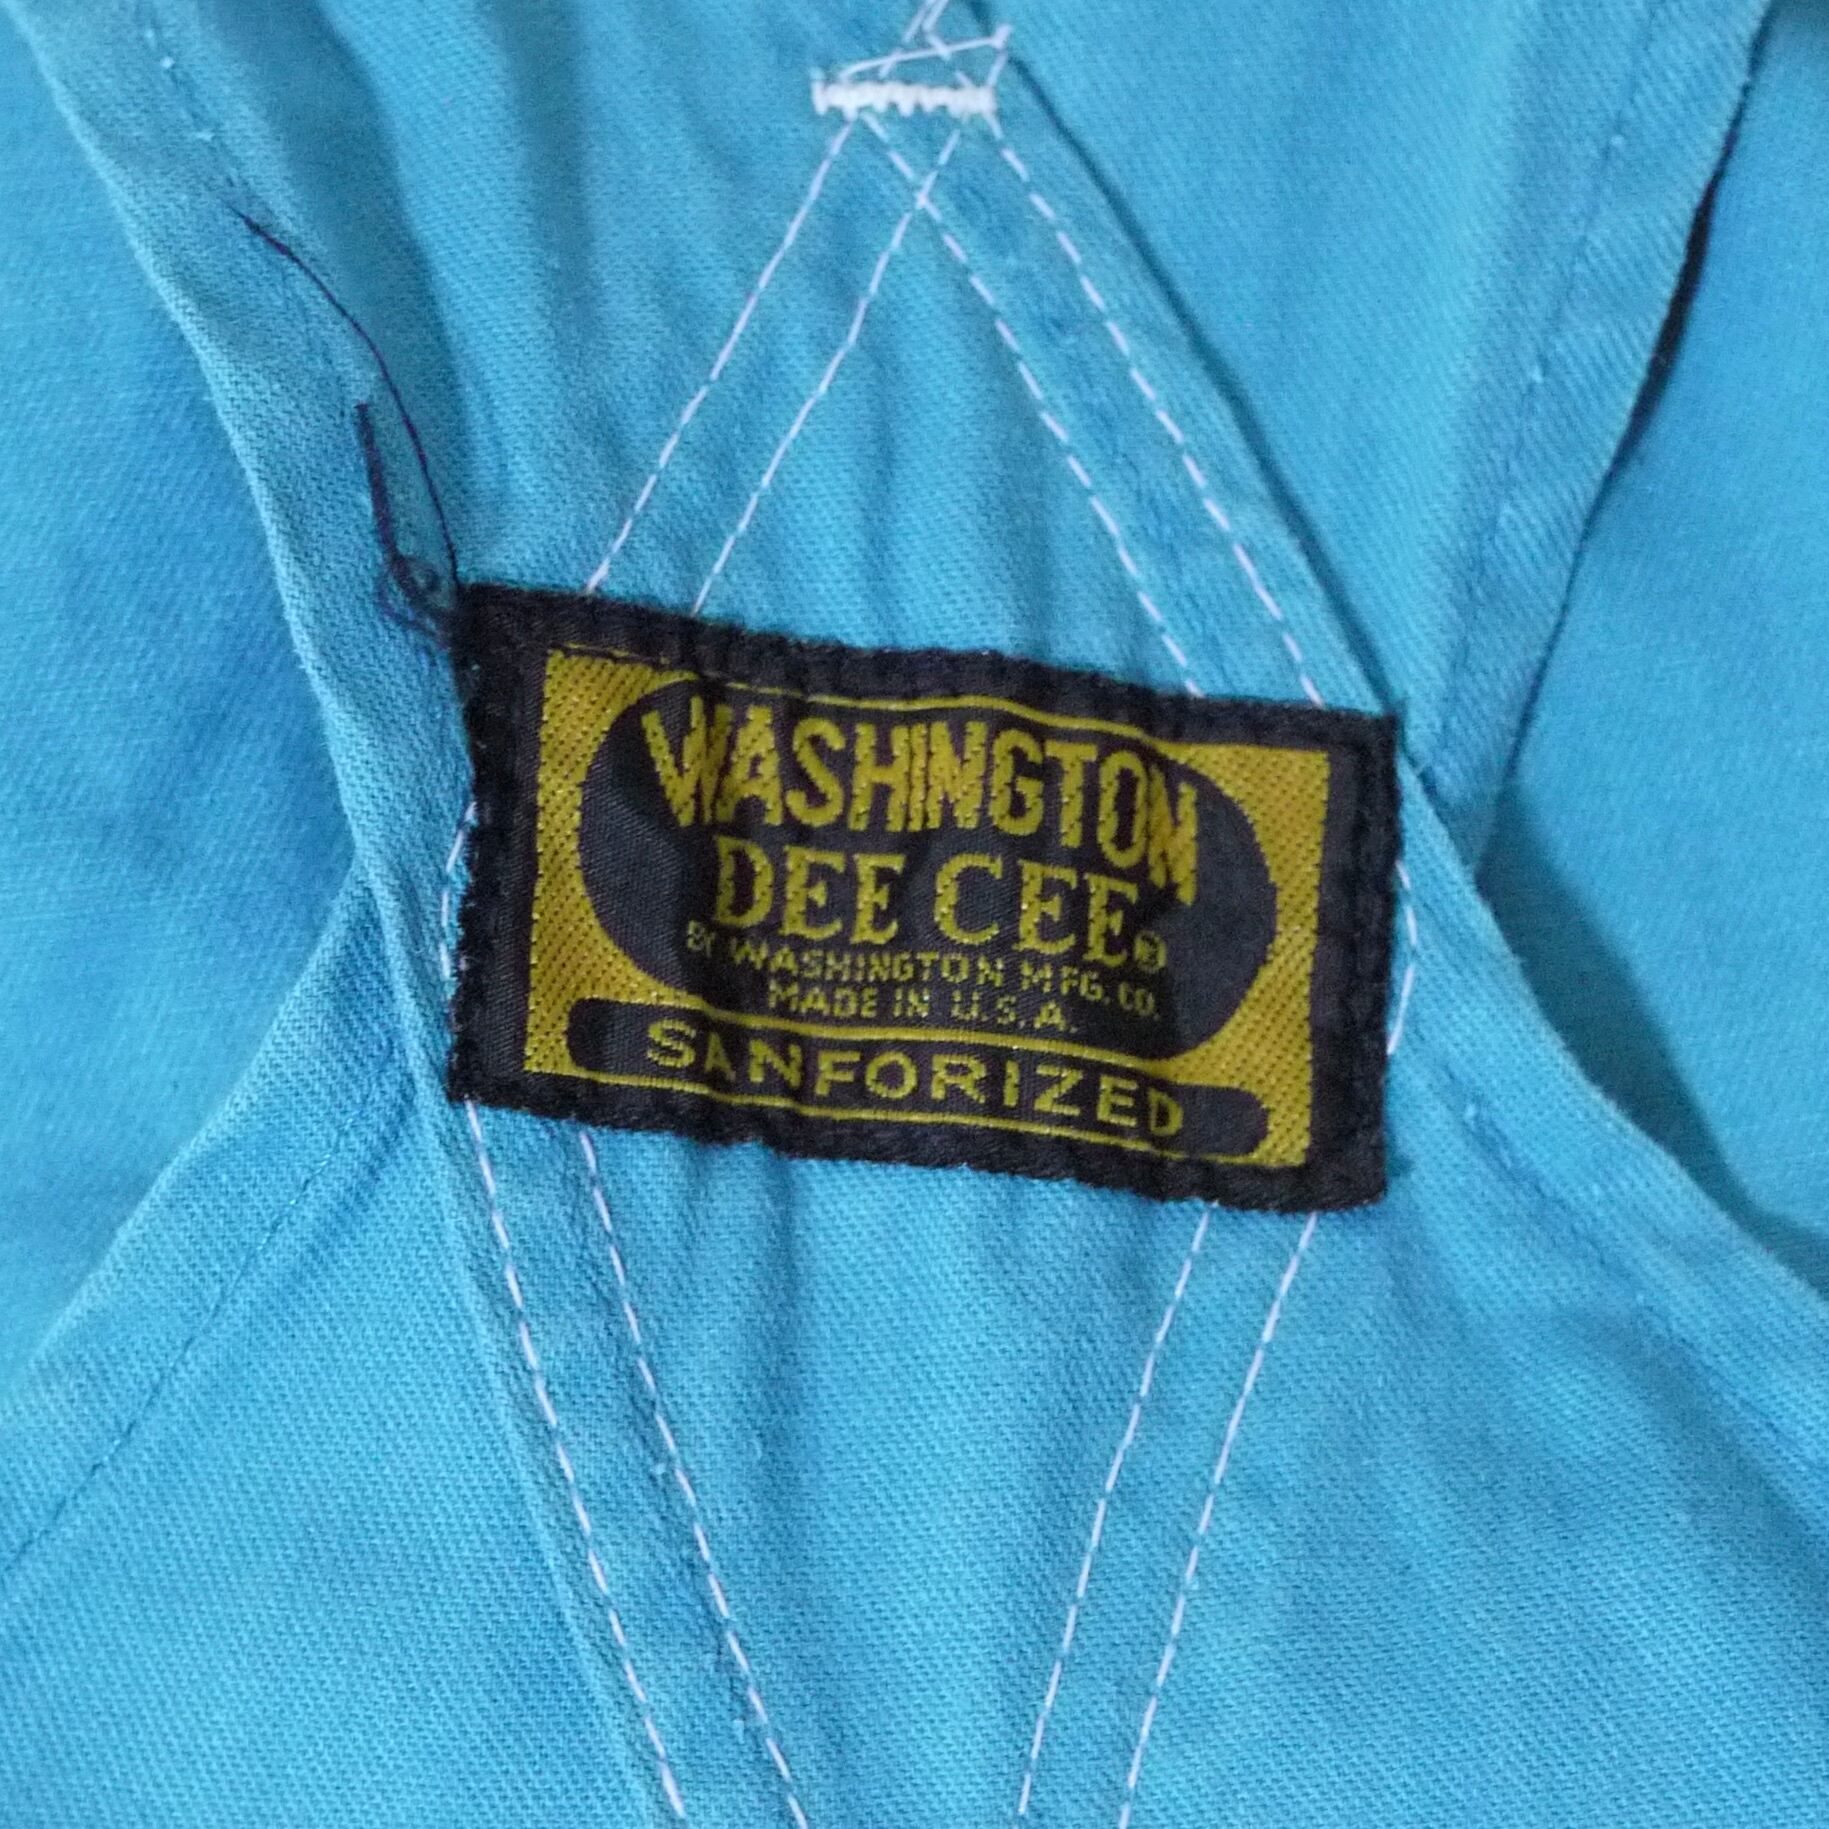 WASHINGTON
DEE CEE®
BY WASHINGTON MFG. CO.
MADE IN U.S.A.
SANFORIZED